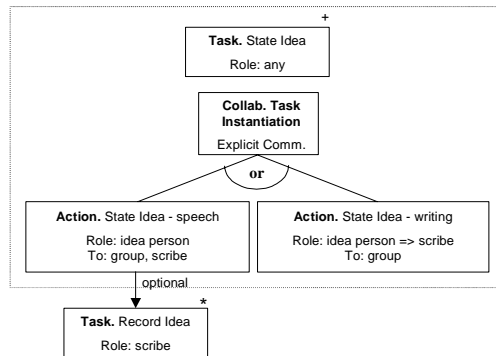 +
Task. State Idea
Role: any
Collab. Task
Instantiation
Explicit Comm.
or
Action. State Idea - speech
Role: idea person
To: group, scribe
Action. State Idea - writing
Role: idea person => scribe
To: group
optional
*
Task. Record Idea
Role: scribe